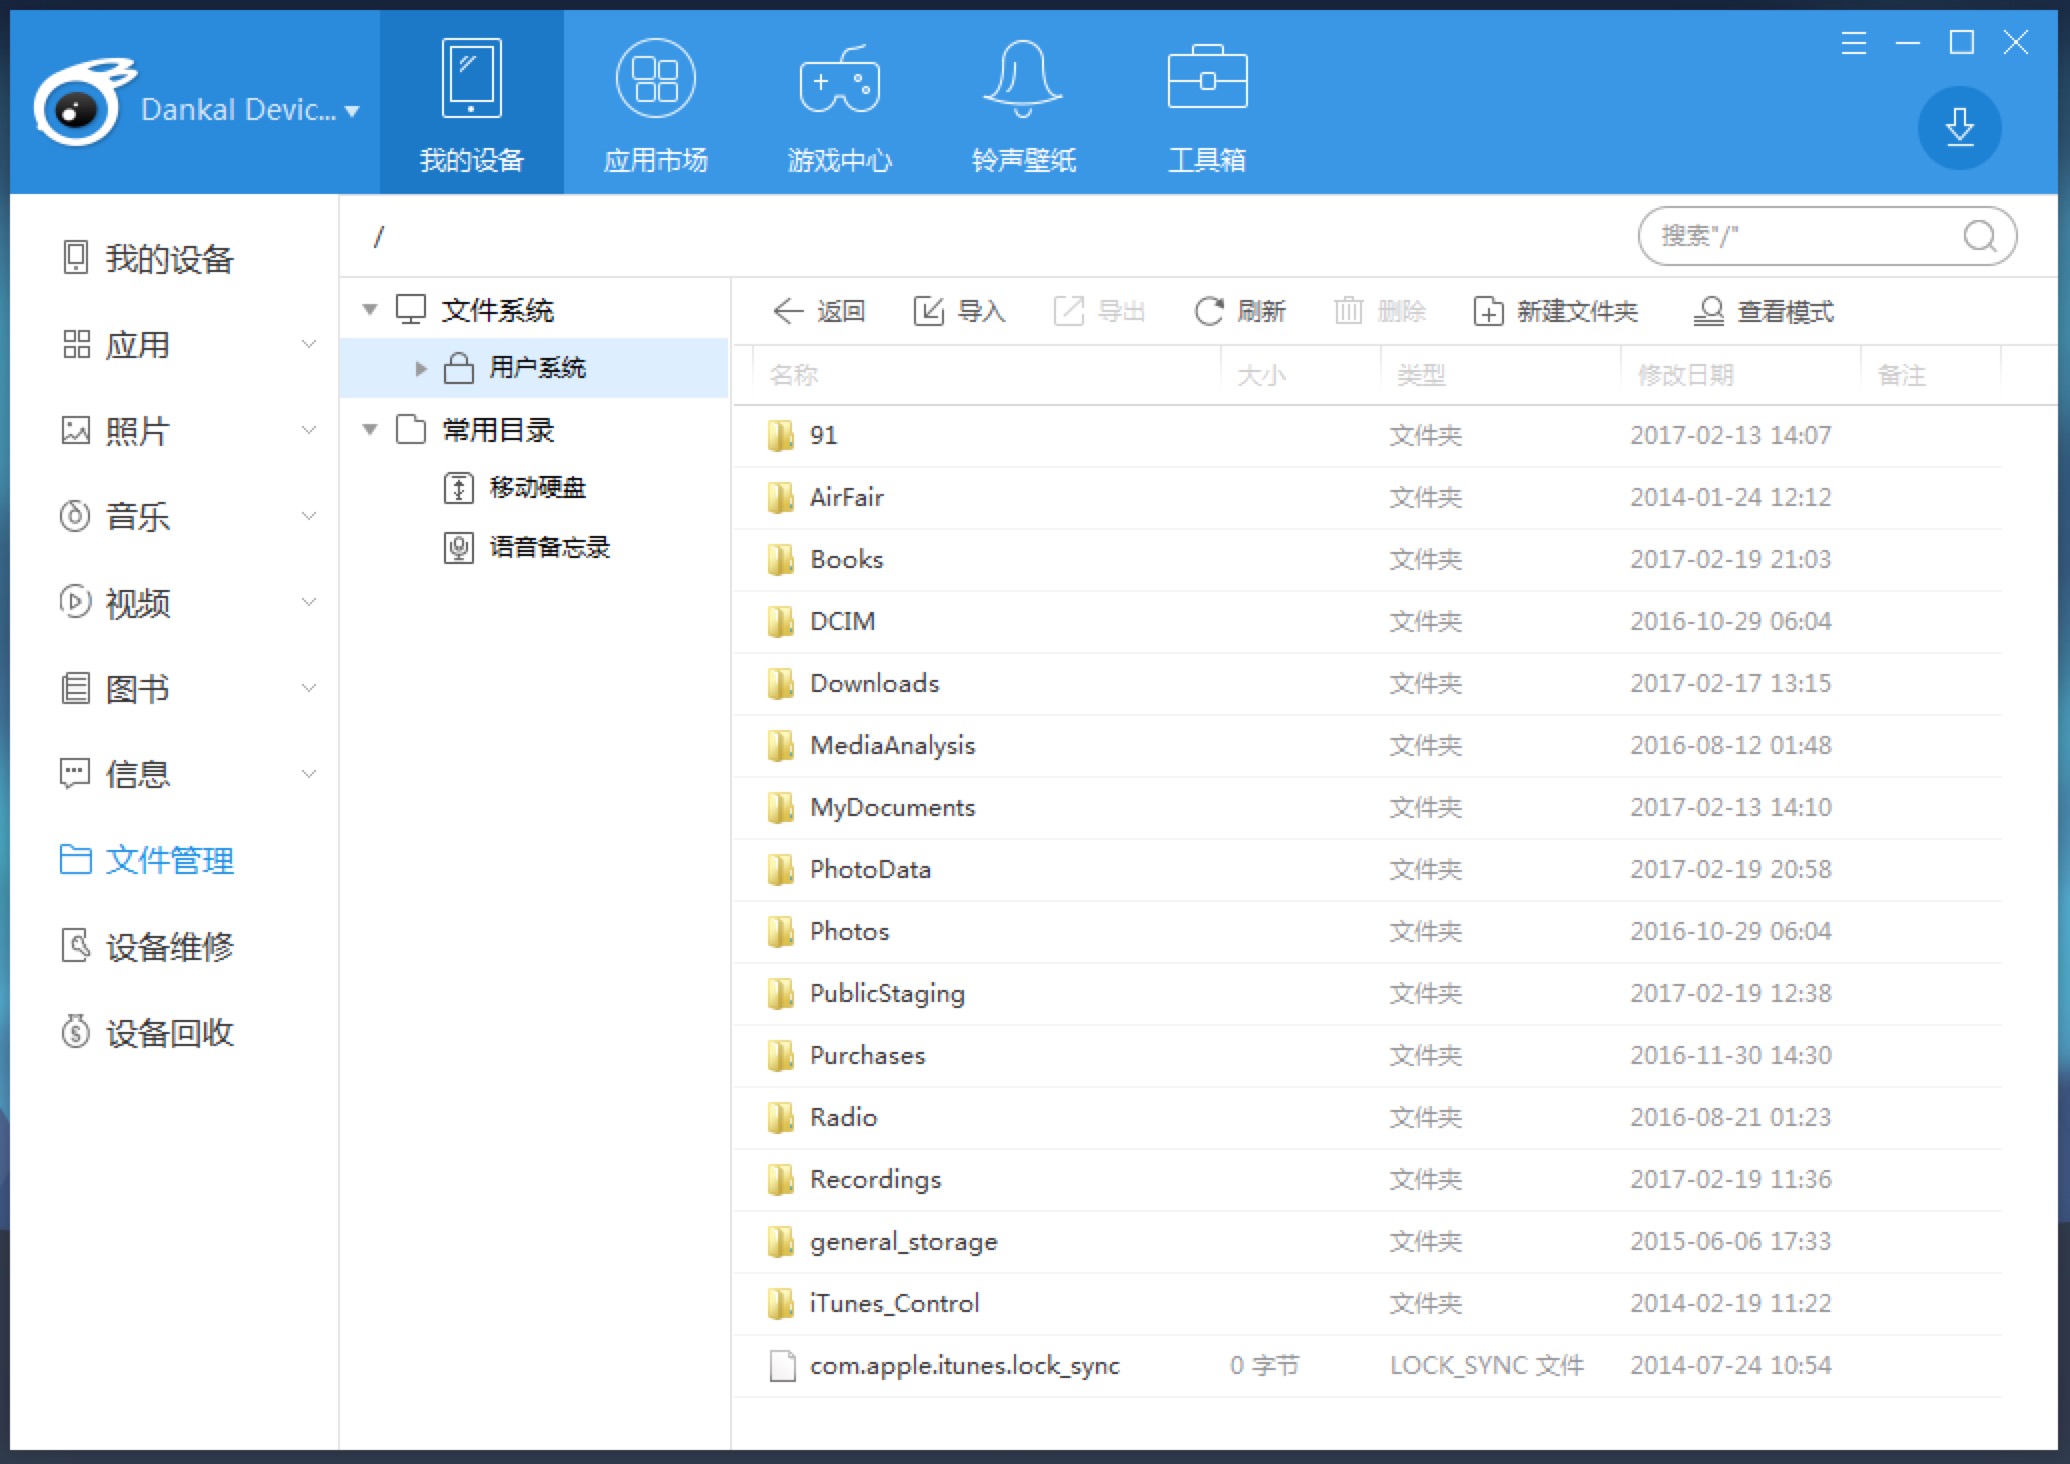 Dankal Devic...
我的设备
应用市场
游戏中心
铃声壁纸
工具箱
我的设备
应用
照片
音乐
视频
图书
信息
文件管理
设备维修
设备回收
/
搜索"/"
文件系统
用户系统
常用目录
移动硬盘
语音备忘录
返回 导入 导出 刷新 删除 新建文件夹 查看模式
名称 大小 类型 修改日期 备注
91 文件夹 2017-02-13 14:07
AirFair 文件夹 2014-01-24 12:12
Books 文件夹 2017-02-19 21:03
DCIM 文件夹 2016-10-29 06:04
Downloads 文件夹 2017-02-17 13:15
MediaAnalysis 文件夹 2016-08-12 01:48
MyDocuments 文件夹 2017-02-13 14:10
PhotoData 文件夹 2017-02-19 20:58
Photos 文件夹 2016-10-29 06:04
PublicStaging 文件夹 2017-02-19 12:38
Purchases 文件夹 2016-11-30 14:30
Radio 文件夹 2016-08-21 01:23
Recordings 文件夹 2017-02-19 11:36
general_storage 文件夹 2015-06-06 17:33
iTunes_Control 文件夹 2014-02-19 11:22
com.apple.itunes.lock_sync 0 字节 LOCK_SYNC 文件 2014-07-24 10:54